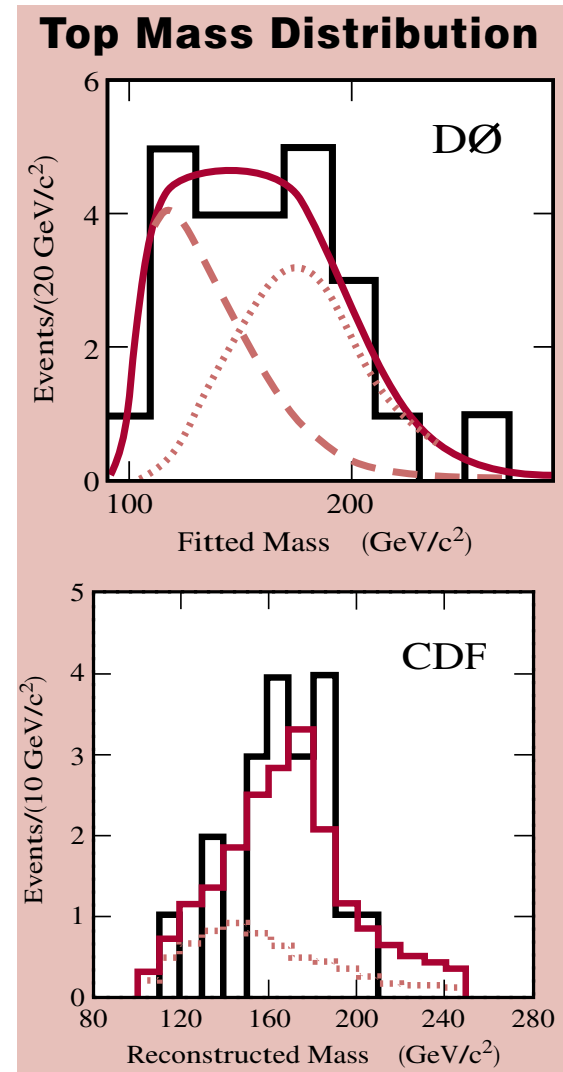 Top Mass Distribution
DØ
Events/(20 GeV/c²)
6
4
2
0
100
200
Fitted Mass (GeV/c²)
CDF
Events/(10 GeV/c²)
5
4
3
2
1
0
80
120
160
200
240
280
Reconstructed Mass (GeV/c²)